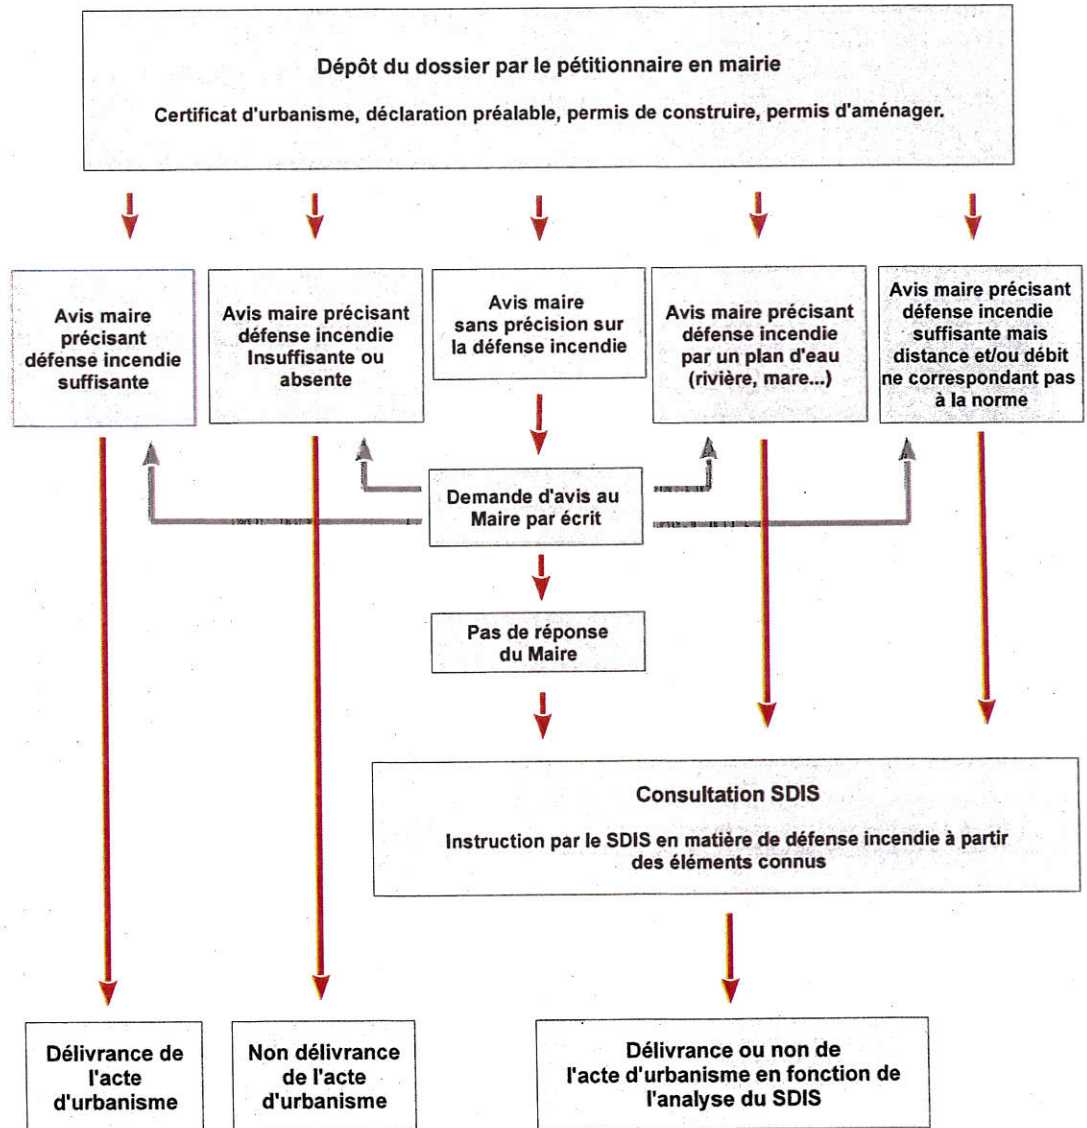 Dépôt du dossier par le pétitionnaire en mairie
Certificat d'urbanisme, déclaration préalable, permis de construire, permis d'aménager.
Avis maire
précisant
défense incendie
suffisante
Avis maire précisant
défense incendie
Insuffisante ou
absente
Avis maire
sans précision sur
la défense incendie
Avis maire précisant
défense incendie
par un plan d'eau
(rivière, mare...)
Avis maire précisant
défense incendie
suffisante mais
distance et/ou débit
ne correspondant pas
à la norme
Demande d'avis au
Maire par écrit
Pas de réponse
du Maire
Consultation SDIS
Instruction par le SDIS en matière de défense incendie à partir
des éléments connus
Délivrance de
l'acte
d'urbanisme
Non délivrance
de l'acte
d'urbanisme
Délivrance ou non de
l'acte d'urbanisme en fonction de
l'analyse du SDIS